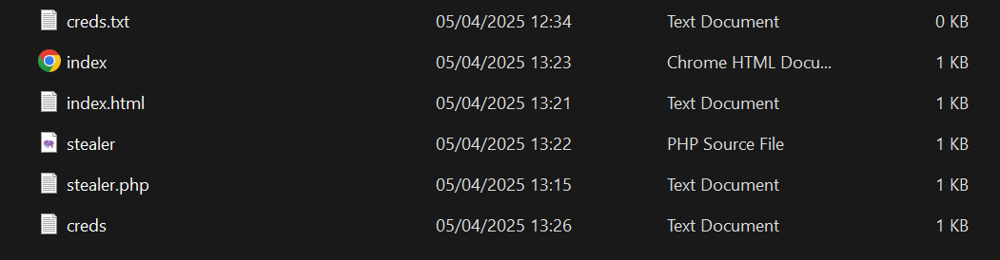 creds.txt 05/04/2025 12:34 Text Document 0 KB
index 05/04/2025 13:23 Chrome HTML Docu... 1 KB
index.html 05/04/2025 13:21 Text Document 1 KB
stealer 05/04/2025 13:22 PHP Source File 1 KB
stealer.php 05/04/2025 13:15 Text Document 1 KB
creds 05/04/2025 13:26 Text Document 1 KB